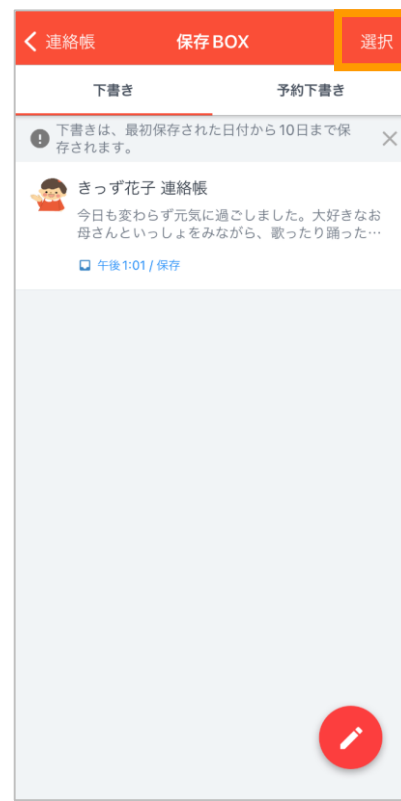 連絡帳 保存BOX 選択
下書き 予約下書き
下書きは、最初保存された日付から10日まで保
存されます。
きっず花子 連絡帳
今日も変わらず元気に過ごしました。大好きなお
母さんといっしょをみながら、歌ったり踊った…
午後1:01 / 保存